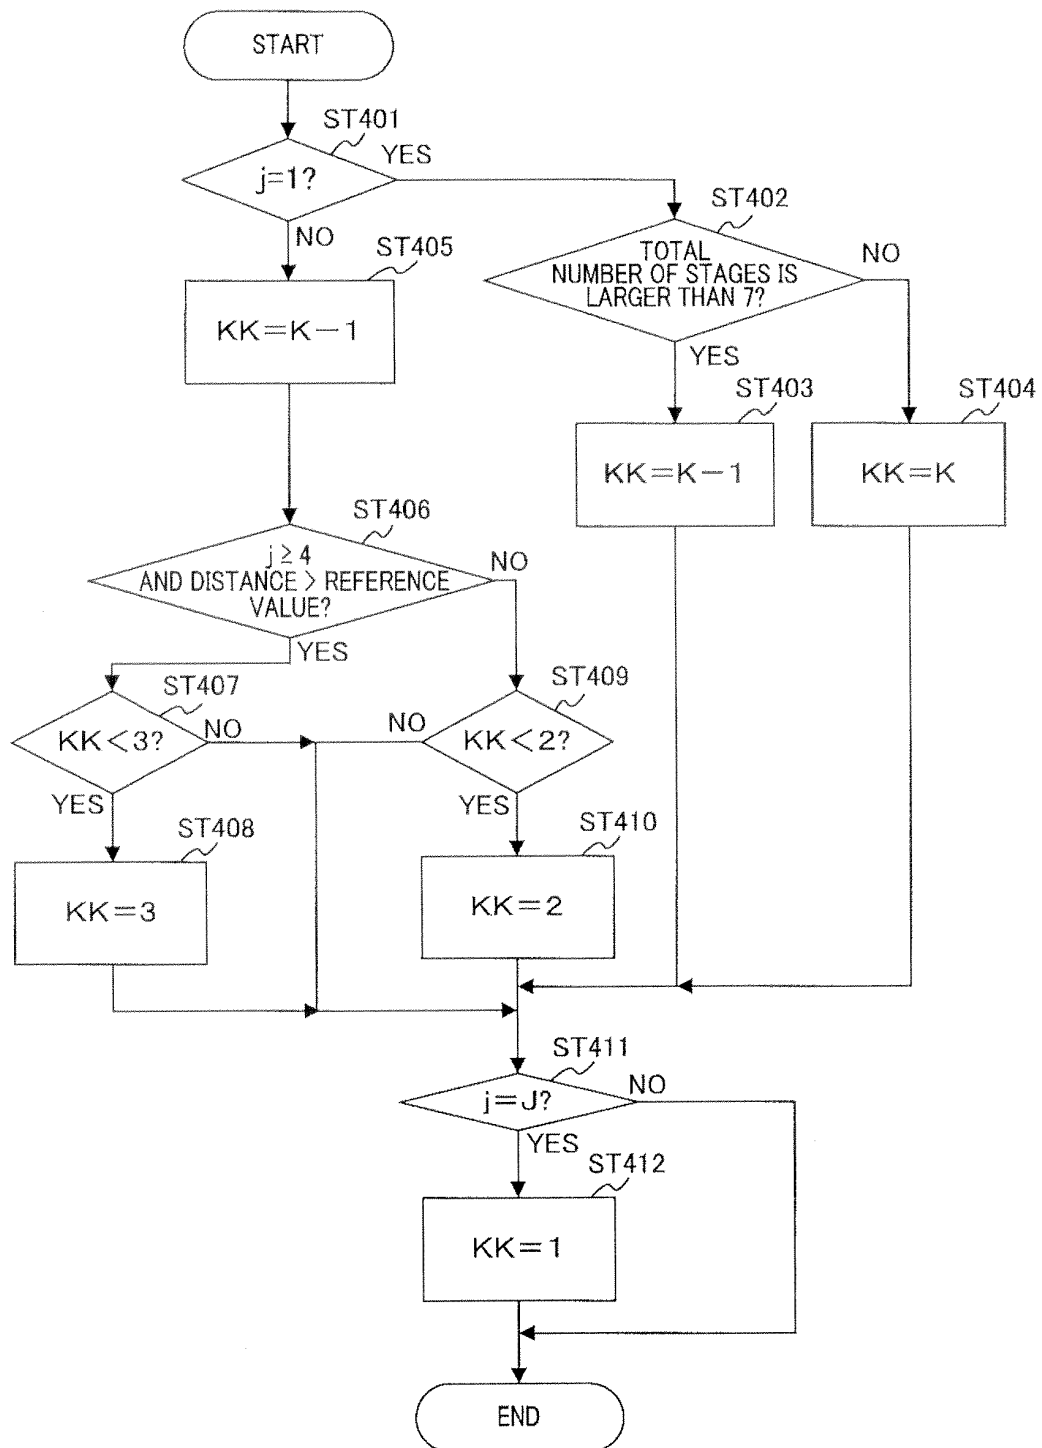 START
ST401
j=1?
YES
NO
ST402
TOTAL
NUMBER OF STAGES IS
LARGER THAN 7?
NO
YES
ST405
KK=K-1
ST403
KK=K-1
ST404
KK=K
ST406
j≧4
AND DISTANCE > REFERENCE
VALUE?
NO
YES
ST407
KK<3?
NO
YES
ST409
NO
KK<2?
YES
ST408
KK=3
ST410
KK=2
ST411
j=J?
NO
YES
ST412
KK=1
END